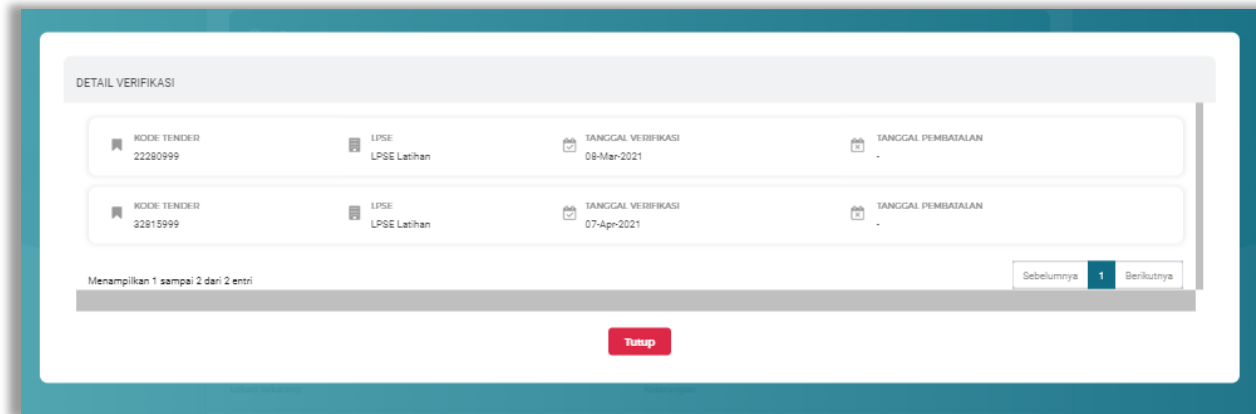 DETAIL VERIFIKASI
KODE TENDER LPSE TANGGAL VERIFIKASI TANGGAL PEMBATALAN
22280999 LPSE Latihan 08-Mar-2021 -
KODE TENDER LPSE TANGGAL VERIFIKASI TANGGAL PEMBATALAN
32815999 LPSE Latihan 07-Apr-2021 -
Menampilkan 1 sampai 2 dari 2 entri Sebelumnya 1 Berikutnya
Tutup